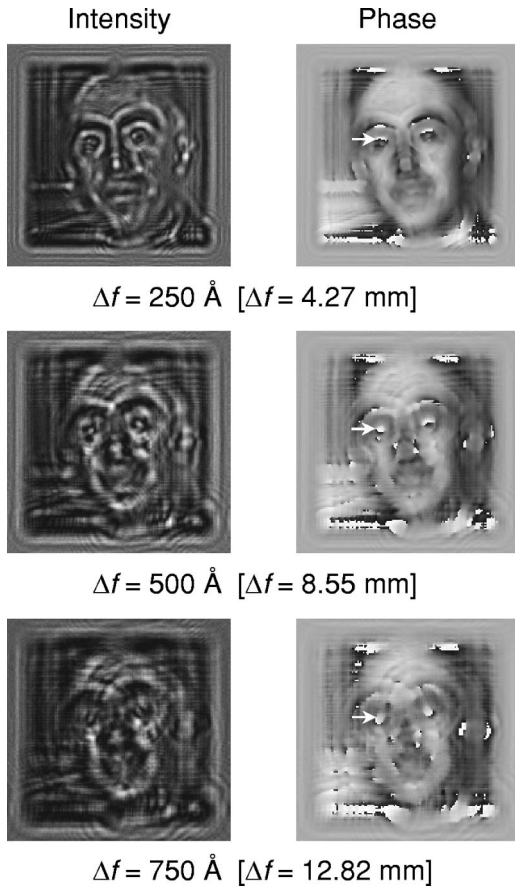 Intensity Phase
Δf = 250 Å [Δf = 4.27 mm]
Δf = 500 Å [Δf = 8.55 mm]
Δf = 750 Å [Δf = 12.82 mm]